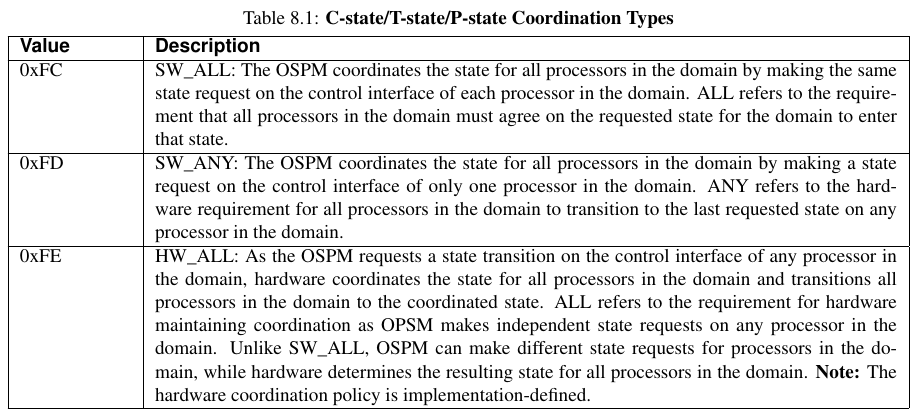 Table 8.1: C-state/T-state/P-state Coordination Types
Value Description
0xFC SW_ALL: The OSPM coordinates the state for all processors in the domain by making the same
state request on the control interface of each processor in the domain. ALL refers to the require-
ment that all processors in the domain must agree on the requested state for the domain to enter
that state.
0xFD SW_ANY: The OSPM coordinates the state for all processors in the domain by making a state
request on the control interface of only one processor in the domain. ANY refers to the hard-
ware requirement for all processors in the domain to transition to the last requested state on any
processor in the domain.
0xFE HW_ALL: As the OSPM requests a state transition on the control interface of any processor in
the domain, hardware coordinates the state for all processors in the domain and transitions all
processors in the domain to the coordinated state. ALL refers to the requirement for hardware
maintaining coordination as OPSM makes independent state requests on any processor in the
domain. Unlike SW_ALL, OSPM can make different state requests for processors in the do-
main, while hardware determines the resulting state for all processors in the domain. Note: The
hardware coordination policy is implementation-defined.